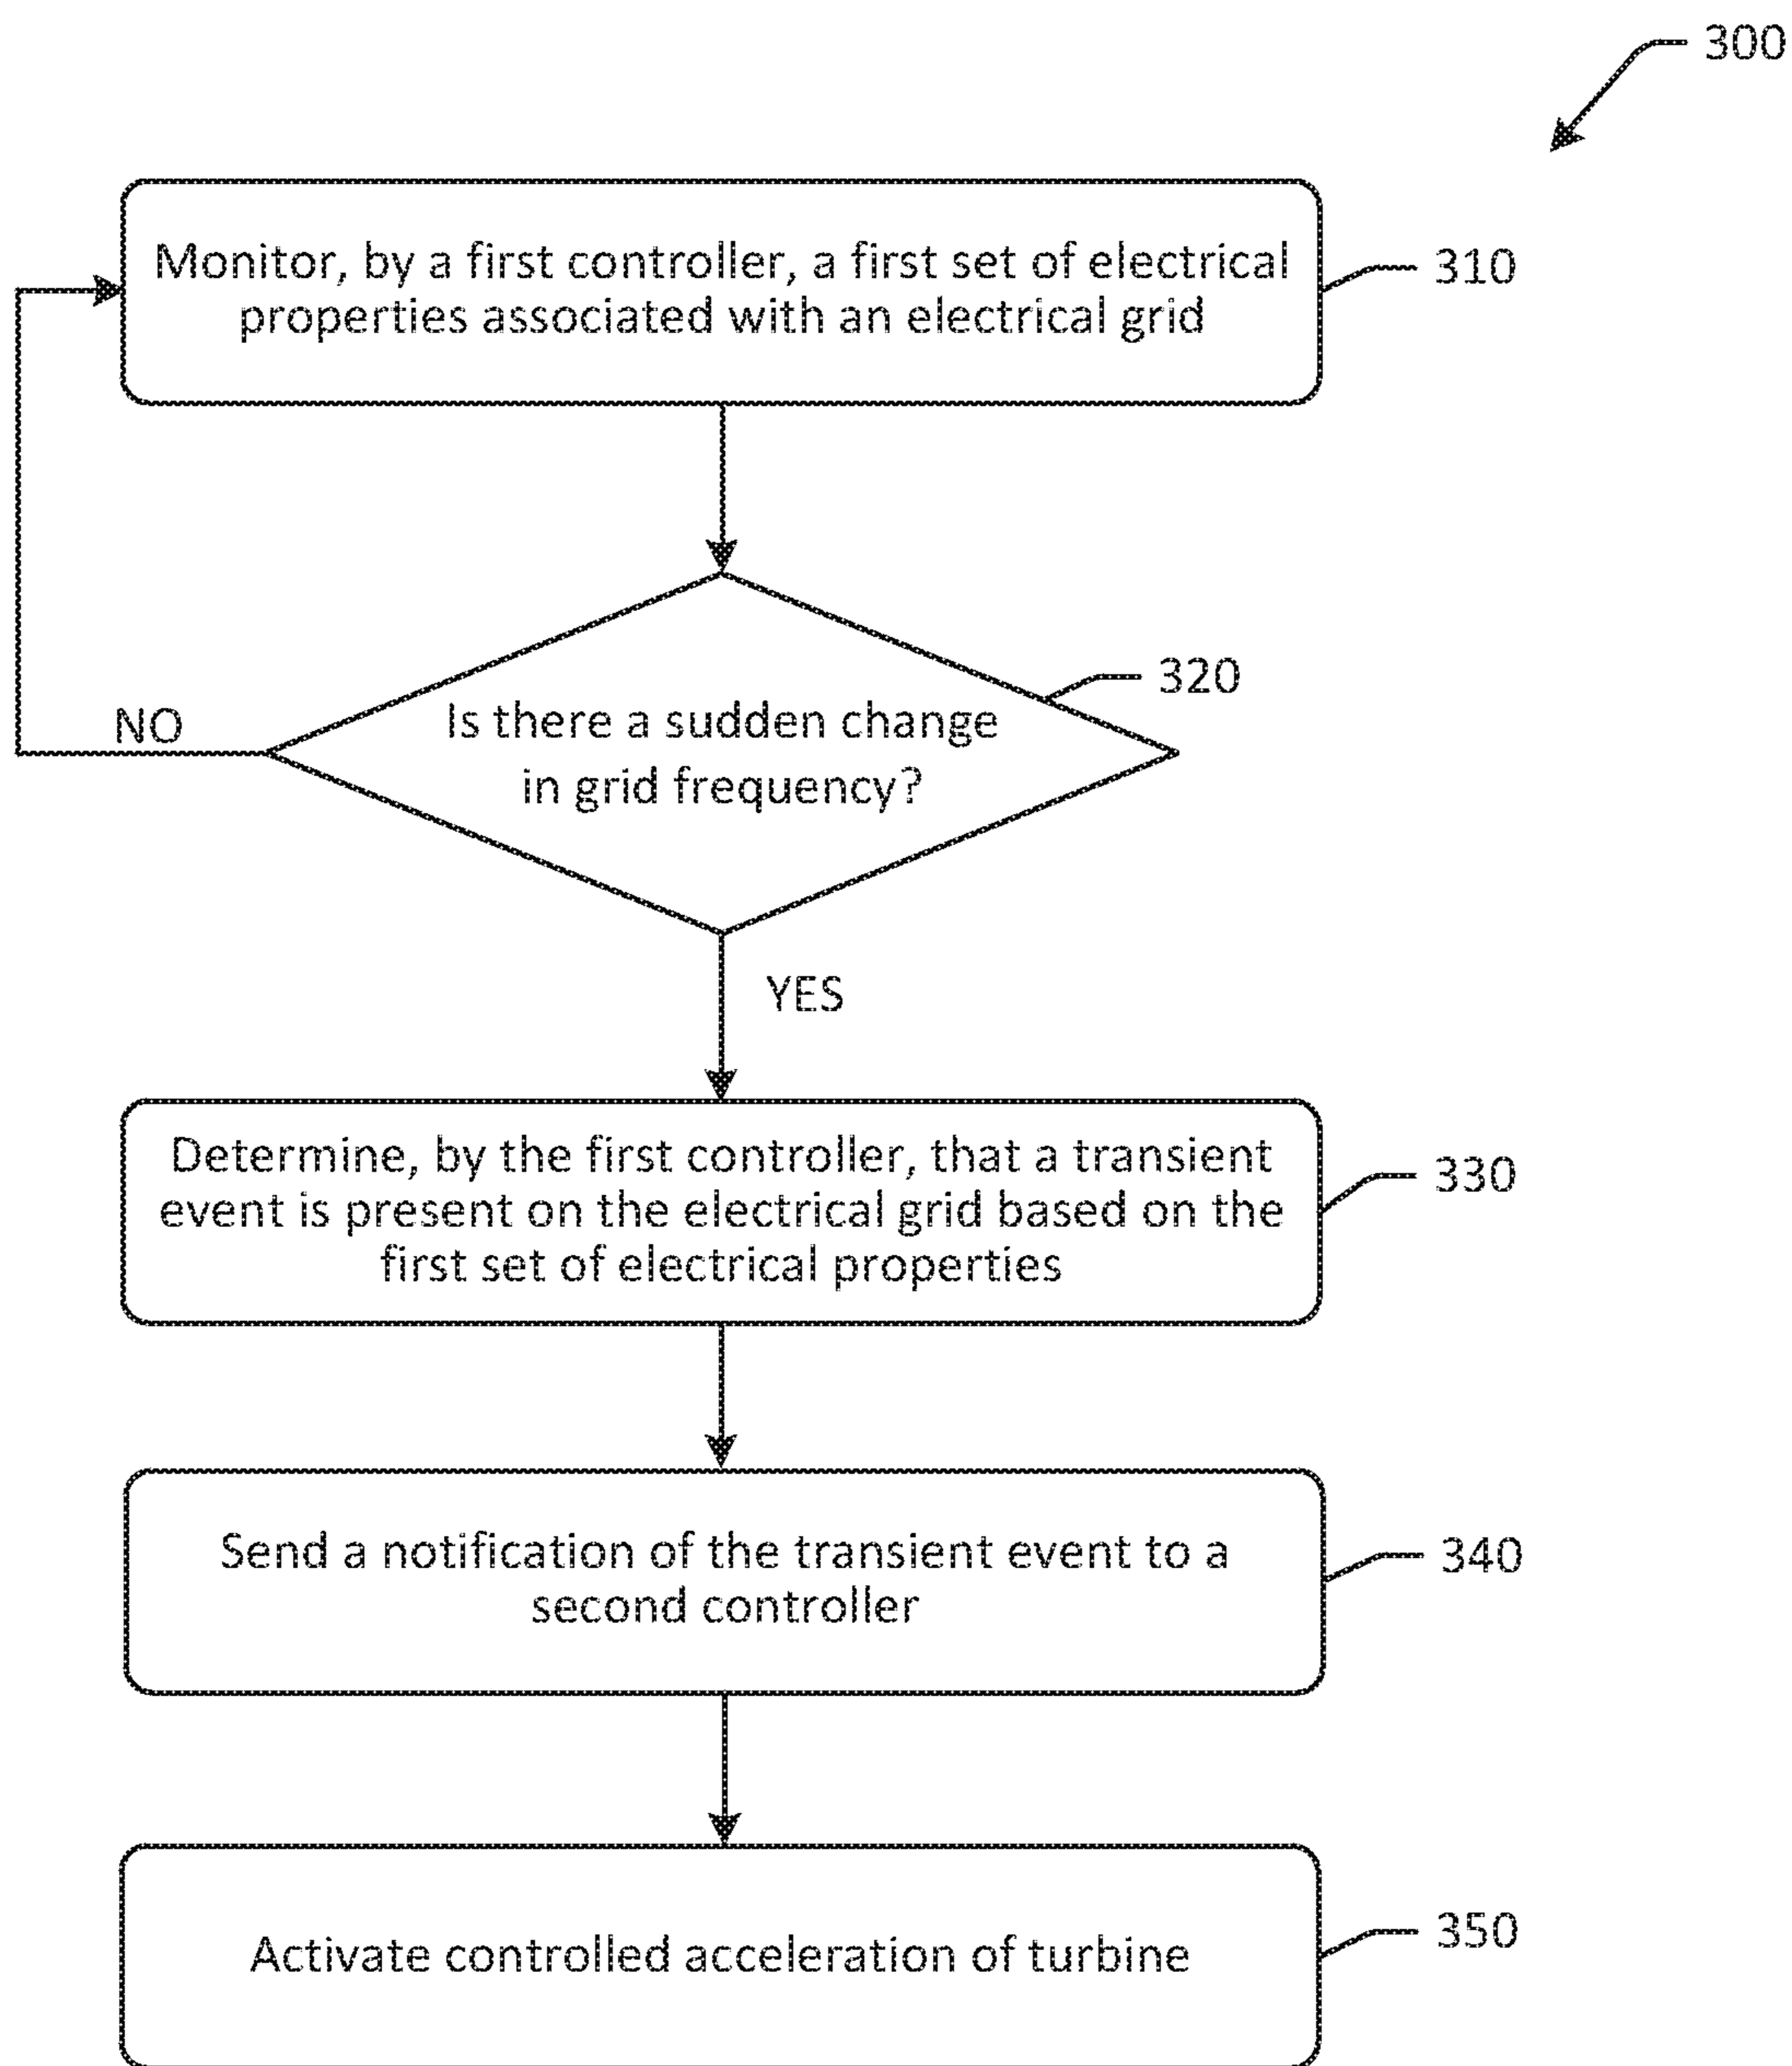 300
Monitor, by a first controller, a first set of electrical
properties associated with an electrical grid
310
320
Is there a sudden change
in grid frequency?
NO
YES
Determine, by the first controller, that a transient
event is present on the electrical grid based on the
first set of electrical properties
330
Send a notification of the transient event to a
second controller
340
Activate controlled acceleration of turbine
350